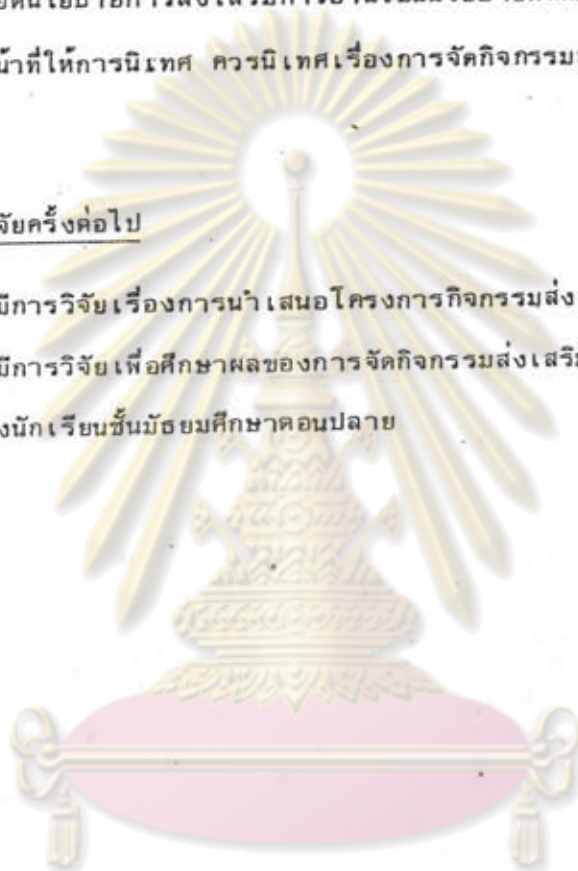 น้าที่ให้การนิเทศ ควรนิเทศเรื่องการจัดกิจกรรม
จัยครั้งต่อไป
มีการวิจัยเรื่องการนำเสนอโครงการกิจกรรมส่ง
มีการวิจัยเพื่อศึกษาผลของการจัดกิจกรรมส่งเสริม
งนักเรียนชั้นมัธยมศึกษาตอนปลาย